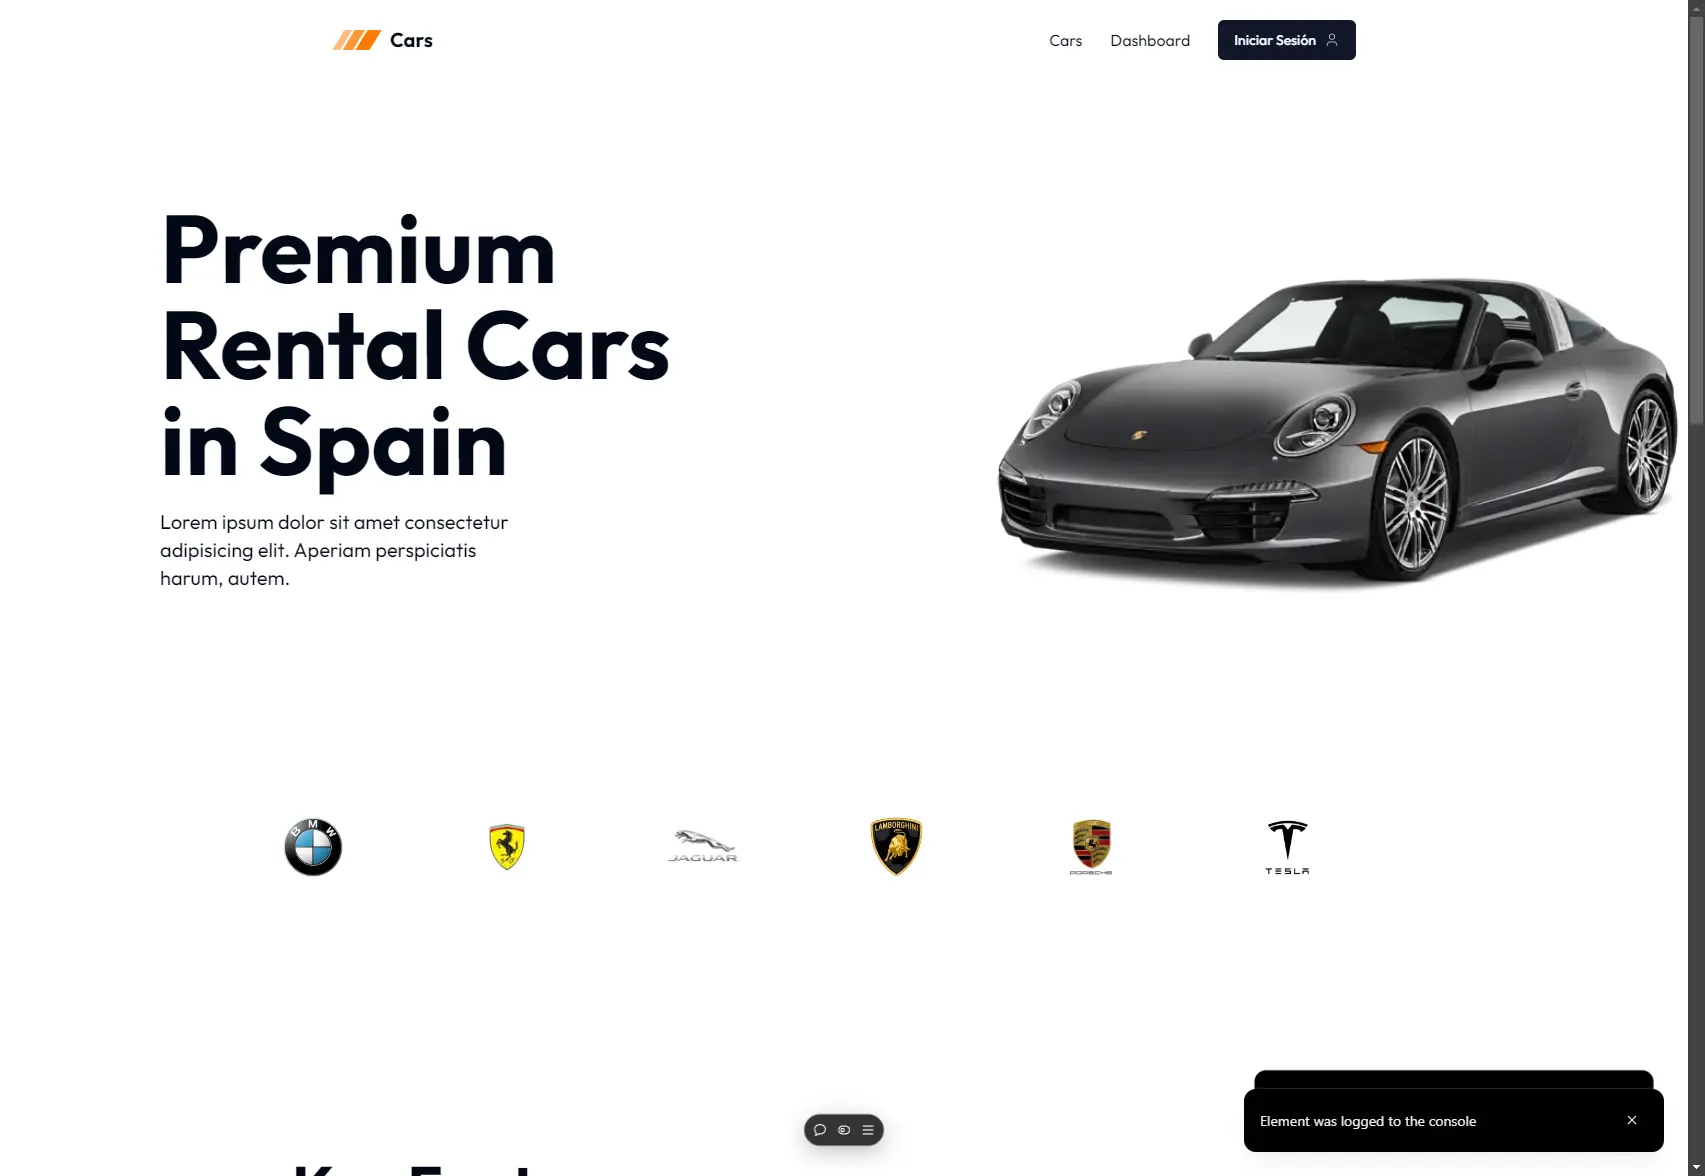 Cars
Cars
Dashboard
Iniciar Sesión
Premium
Rental Cars
in Spain
Lorem ipsum dolor sit amet consectetur
adipisicing elit. Aperiam perspiciatis
harum, autem.
BMW
JAGUAR
LAMBORGHINI
PORSCHE
TESLA
Element was logged to the console